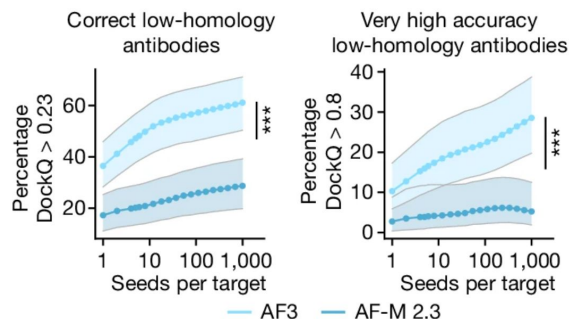 Correct low-homology
antibodies
Percentage
DockQ > 0.23
60
40
20
1 10 100 1,000
Seeds per target
***
Very high accuracy
low-homology antibodies
Percentage
DockQ > 0.8
40
30
20
10
0
1 10 100 1,000
Seeds per target
***
AF3 AF-M 2.3